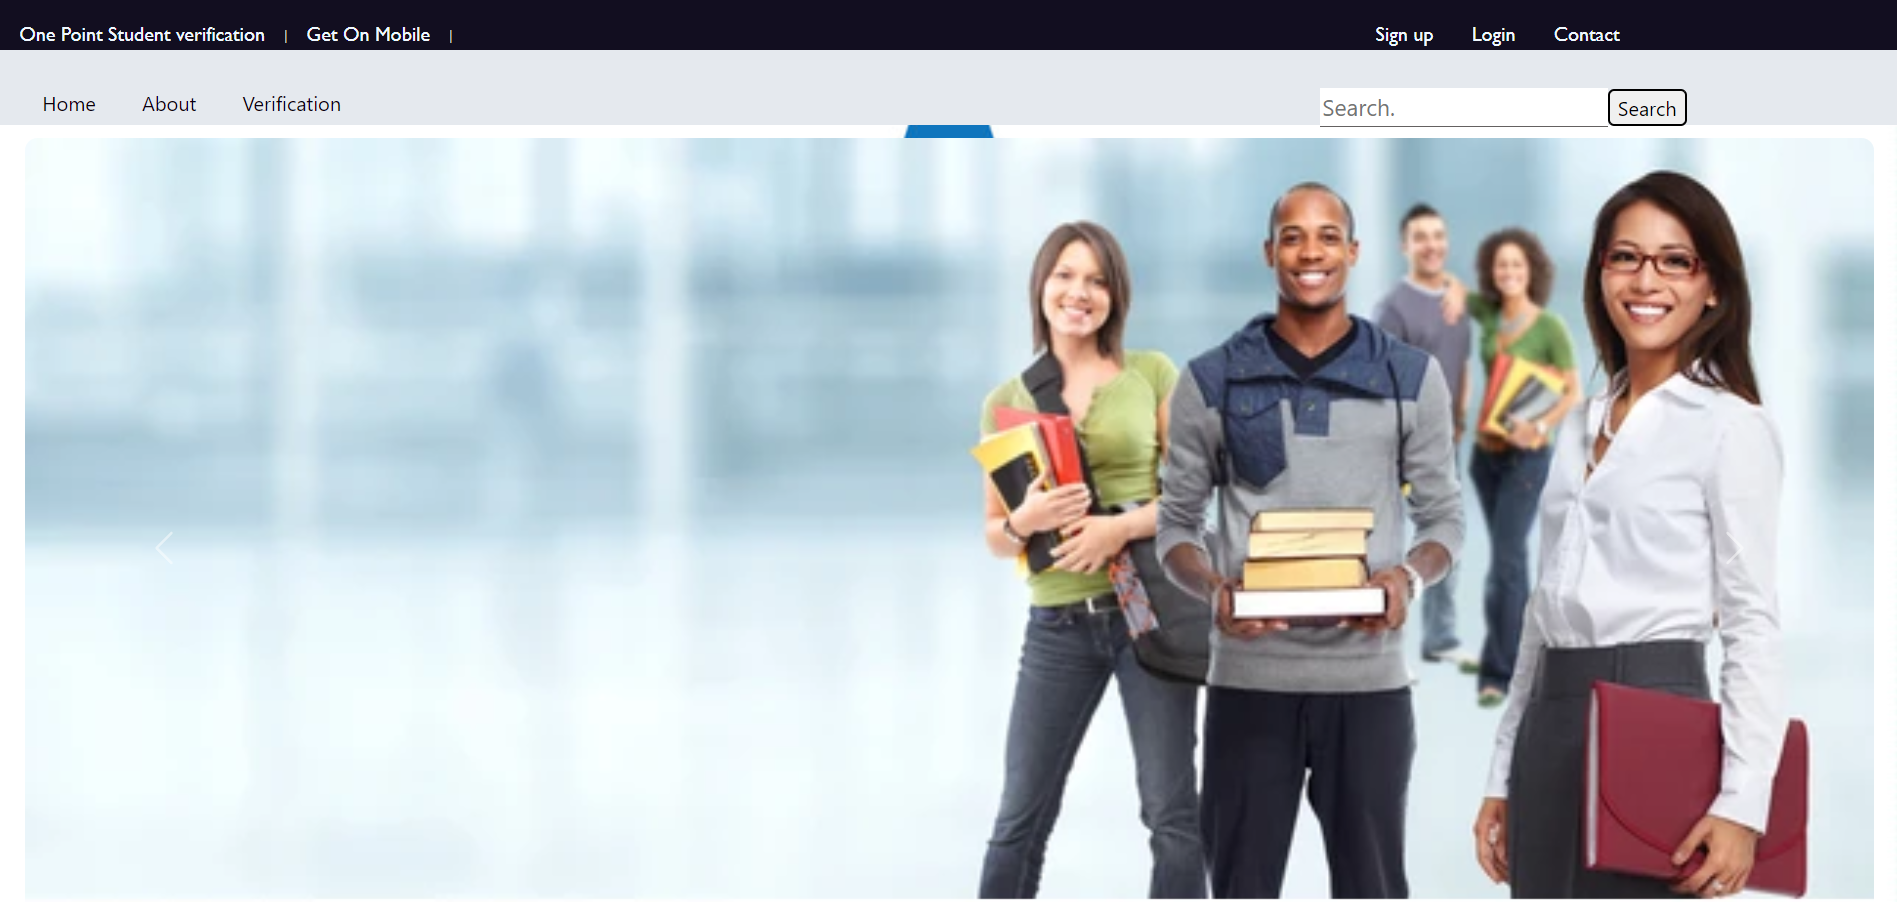 One Point Student verification | Get On Mobile | Sign up Login Contact
Home About Verification Search. Search